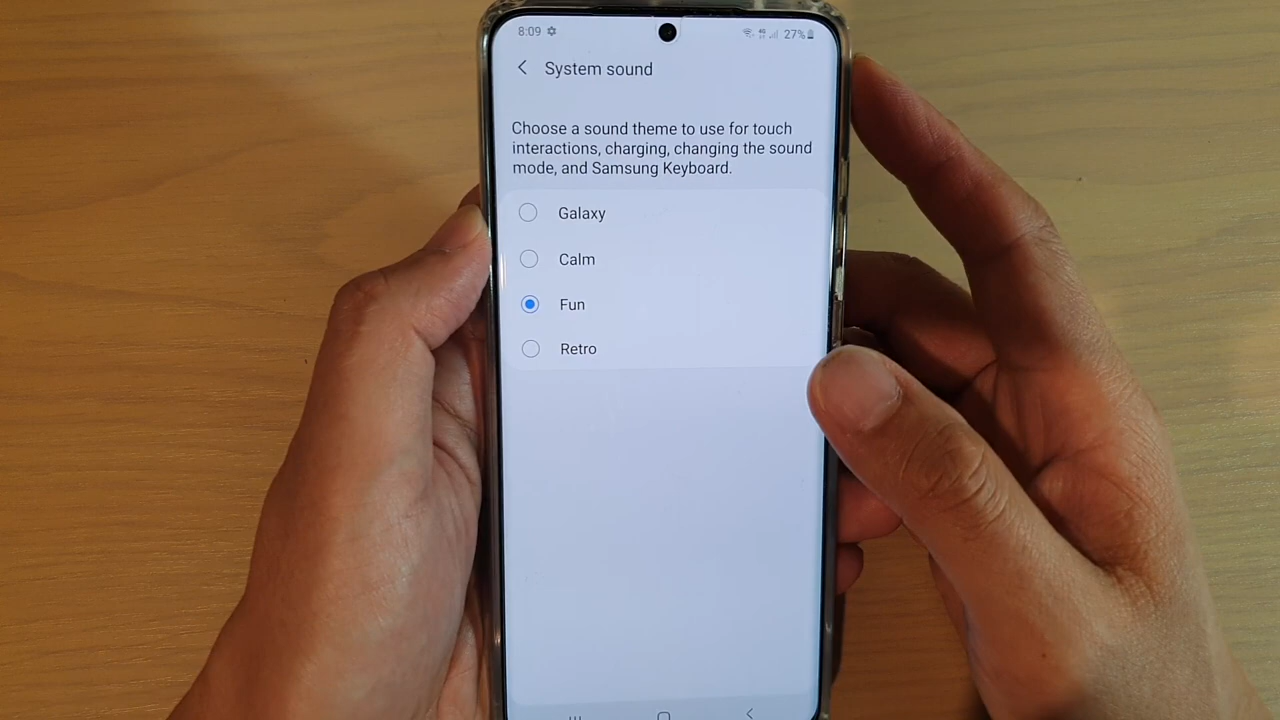 8:09
27%
System sound
Choose a sound theme to use for touch
interactions, charging, changing the sound
mode, and Samsung Keyboard.
Galaxy
Calm
Fun
Retro